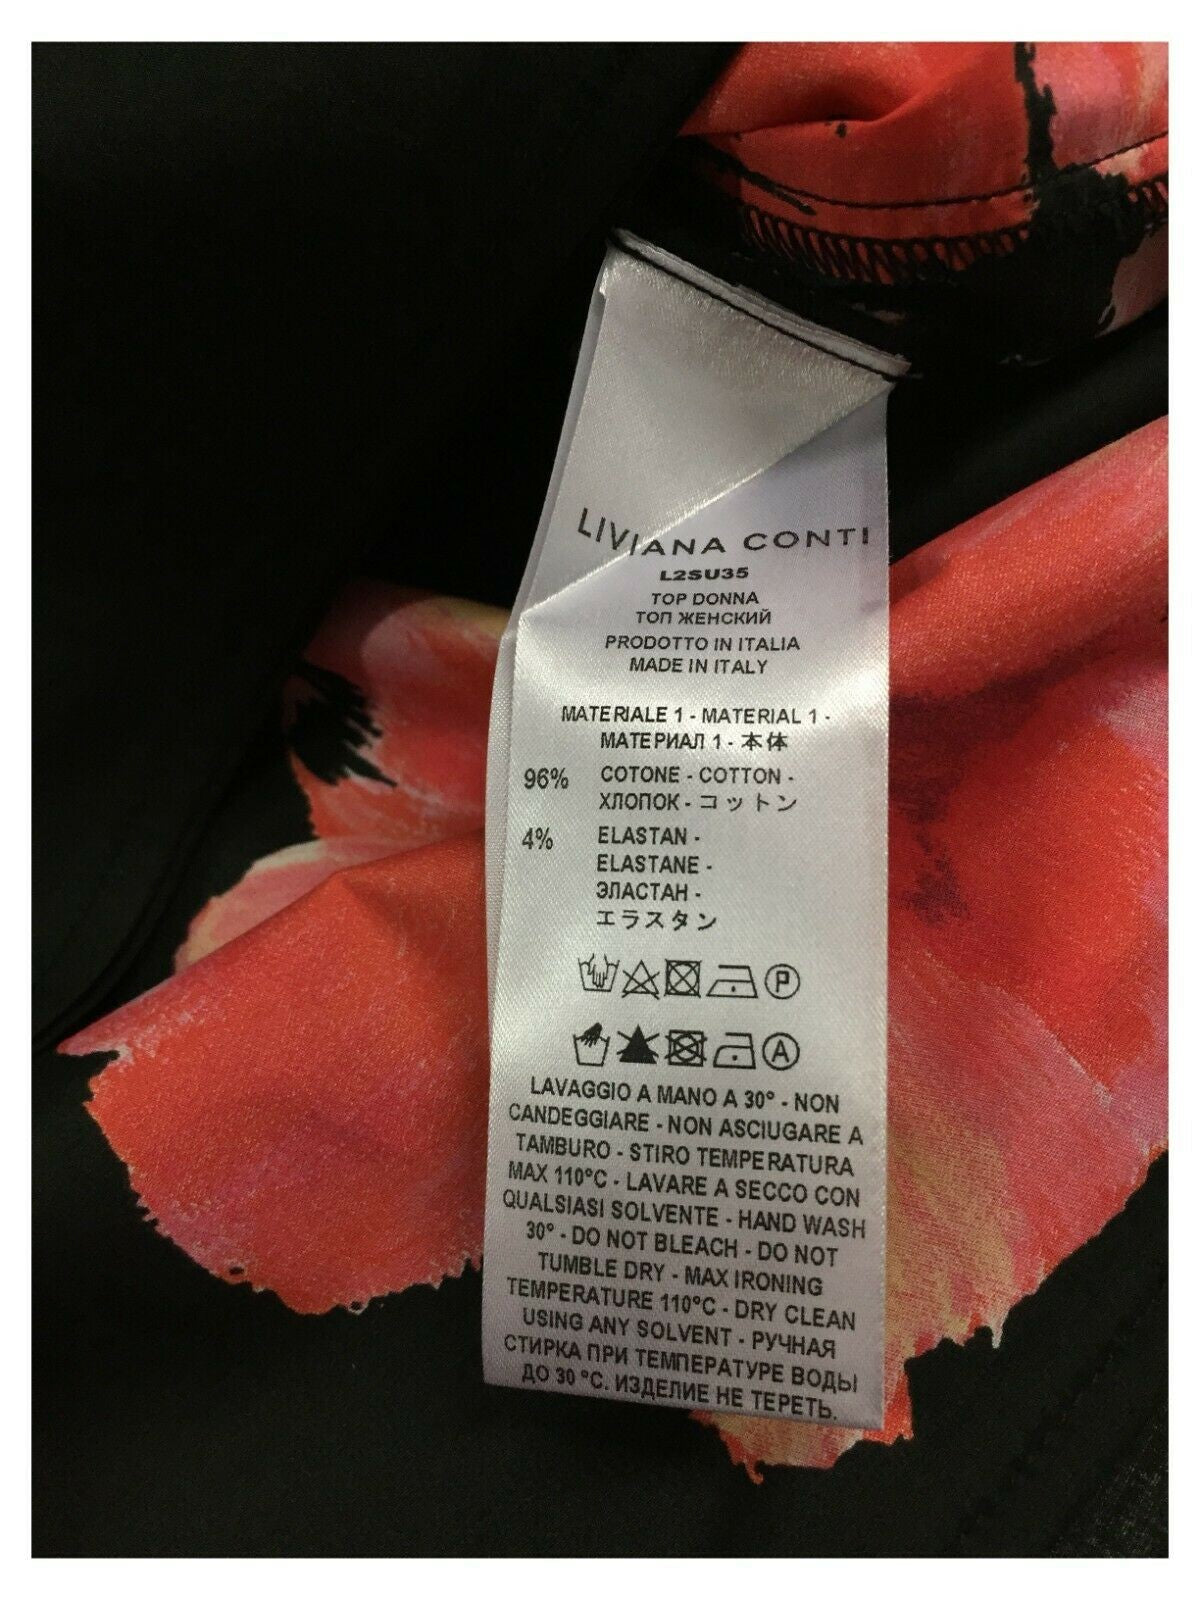 LIVIANA CONTI
L2SU35
TOP DONNA
ТОП ЖЕНСКИЙ
PRODOTTO IN ITALIA
MADE IN ITALY
MATERIALE 1 - MATERIAL 1 -
МАТЕРИАЛ 1 - 本体
96% COTONE - COTTON -
ХЛОПОК - コットン
4% ELASTAN -
ELASTANE -
ЭЛАСТАН -
エラスタン
P
A
LAVAGGIO A MANO A 30° - NON
CANDEGGIARE - NON ASCIUGARE A
TAMBURO - STIRO TEMPERATURA
MAX 110°C - LAVARE A SECCO CON
QUALSIASI SOLVENTE - HAND WASH
30° - DO NOT BLEACH - DO NOT
TUMBLE DRY - MAX IRONING
TEMPERATURE 110°C - DRY CLEAN
USING ANY SOLVENT - РУЧНАЯ
СТИРКА ПРИ ТЕМПЕРАТУРЕ ВОДЫ
ДО 30 °C. ИЗДЕЛИЕ НЕ ТЕРЕТЬ.